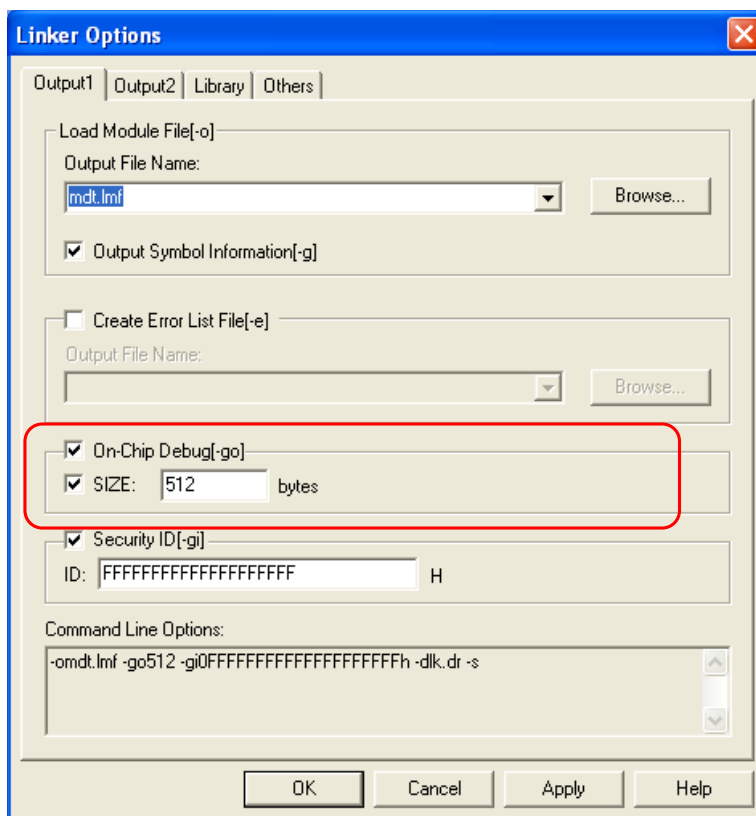 Linker Options
Output1 Output2 Library Others
Load Module File[-o]
Output File Name:
mdt.lmf
Browse...
Output Symbol Information[-g]
Create Error List File[-e]
Output File Name:
Browse...
On-Chip Debug[-go]
SIZE: 512 bytes
Security ID[-gi]
ID: FFFFFFFFFFFFFFFFFFFF H
Command Line Options:
-omdt.lmf -go512 -gi0FFFFFFFFFFFFFFFFFFFFh -dlk.dr -s
OK Cancel Apply Help